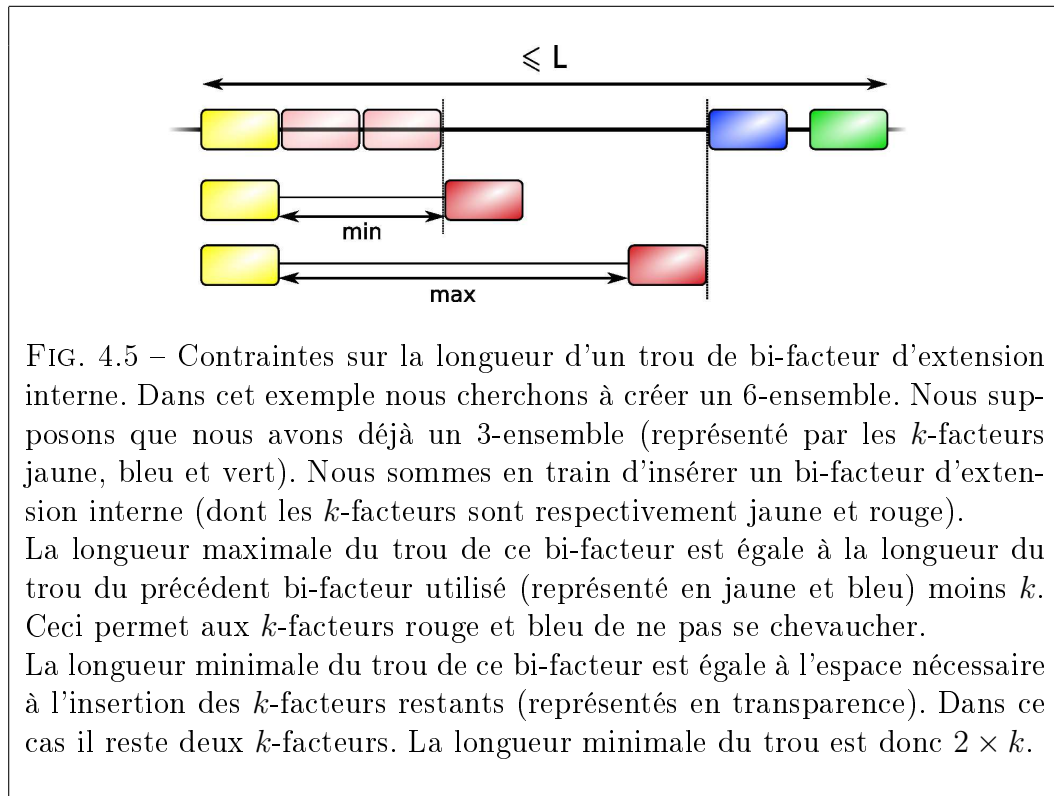 ⩽ L
min
max
FIG. 4.5 – Contraintes sur la longueur d'un trou de bi-facteur d'extension
interne. Dans cet exemple nous cherchons à créer un 6-ensemble. Nous sup-
posons que nous avons déjà un 3-ensemble (représenté par les k-facteurs
jaune, bleu et vert). Nous sommes en train d'insérer un bi-facteur d'exten-
sion interne (dont les k-facteurs sont respectivement jaune et rouge).
La longueur maximale du trou de ce bi-facteur est égale à la longueur du
trou du précédent bi-facteur utilisé (représenté en jaune et bleu) moins k.
Ceci permet aux k-facteurs rouge et bleu de ne pas se chevaucher.
La longueur minimale du trou de ce bi-facteur est égale à l'espace nécessaire
à l'insertion des k-facteurs restants (représentés en transparence). Dans ce
cas il reste deux k-facteurs. La longueur minimale du trou est donc 2 × k.